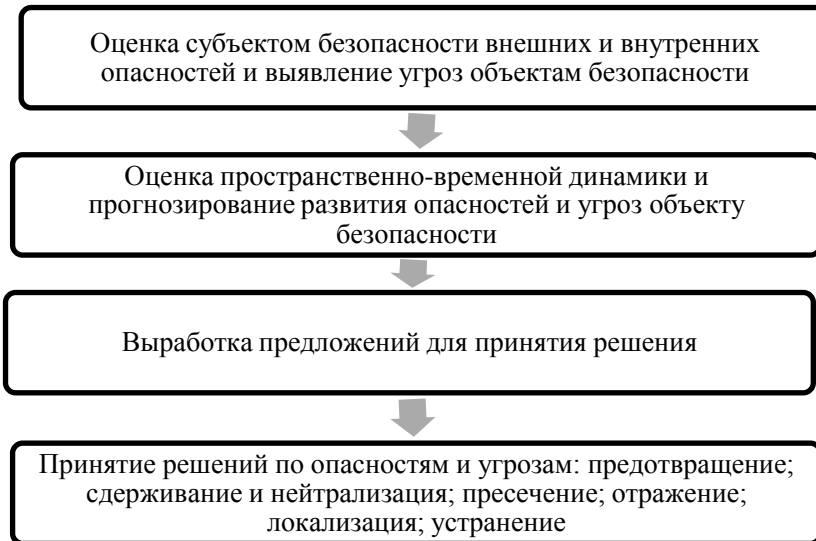 Оценка субъектом безопасности внешних и внутренних
опасностей и выявление угроз объектам безопасности
Оценка пространственно-временной динамики и
прогнозирование развития опасностей и угроз объекту
безопасности
Выработка предложений для принятия решения
Принятие решений по опасностям и угрозам: предотвращение;
сдерживание и нейтрализация; пресечение; отражение;
локализация; устранение